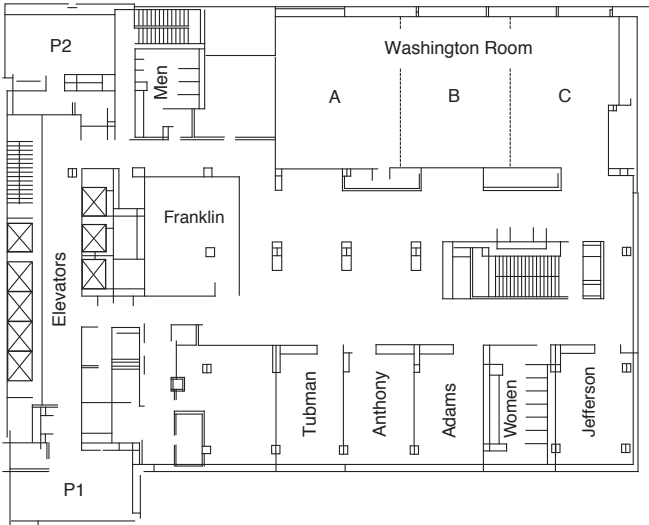 P2
Men
Washington Room
A
B
C
Franklin
Elevators
Tubman
Anthony
Adams
Women
Jefferson
P1